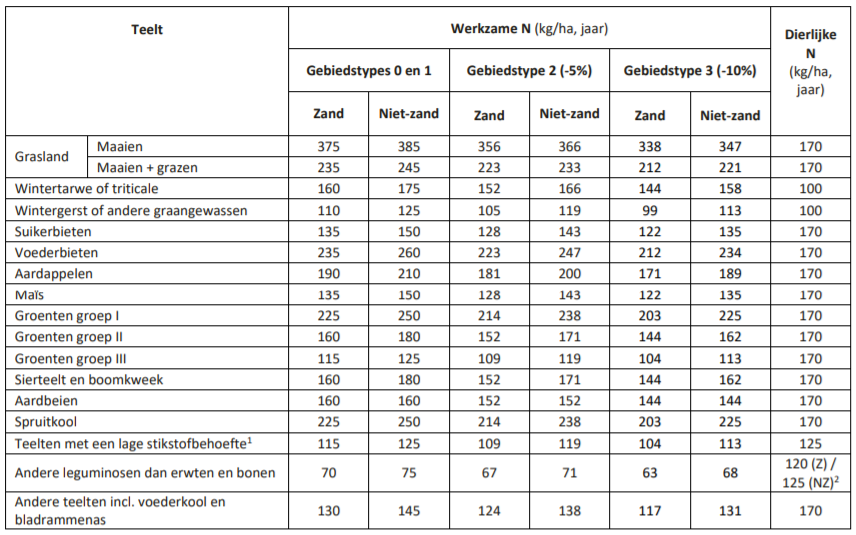 Teelt Werkzame N (kg/ha, jaar) Dierlijke N (kg/ha, jaar)
Gebiedstypes 0 en 1 Gebiedstype 2 (-5%) Gebiedstype 3 (-10%)
Zand Niet-zand Zand Niet-zand Zand Niet-zand
Grasland Maaien 375 385 356 366 338 347 170
Maaien + grazen 235 245 223 233 212 221 170
Wintertarwe of triticale 160 175 152 166 144 158 100
Wintergerst of andere graangewassen 110 125 105 119 99 113 100
Suikerbieten 135 150 128 143 122 135 170
Voederbieten 235 260 223 247 212 234 170
Aardappelen 190 210 181 200 171 189 170
Maïs 135 150 128 143 122 135 170
Groenten groep I 225 250 214 238 203 225 170
Groenten groep II 160 180 152 171 144 162 170
Groenten groep III 115 125 109 119 104 113 170
Sierteelt en boomkweek 160 180 152 171 144 162 170
Aardbeien 160 160 152 152 144 144 170
Spruitkool 225 250 214 238 203 225 170
Teelten met een lage stikstofbehoefte¹ 115 125 109 119 104 113 125
Andere leguminosen dan erwten en bonen 70 75 67 71 63 68 120 (Z) / 125 (NZ)²
Andere teelten incl. voederkool en bladrammenas 130 145 124 138 117 131 170